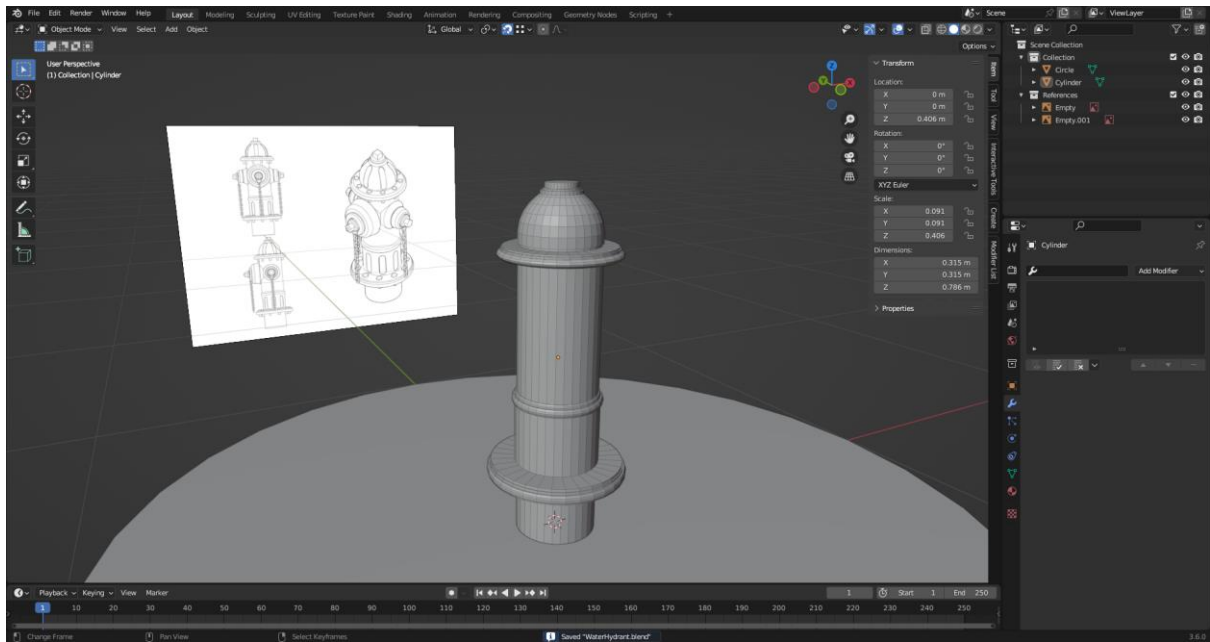 File Edit Render Window Help Layout Modeling Sculpting UV Editing Texture Paint Shading Animation Rendering Compositing Geometry Nodes Scripting + Scene ViewLayer
Object Mode View Select Add Object Global
Options
User Perspective
(1) Collection | Cylinder
Transform
Location:
X 0 m
Y 0 m
Z 0.406 m
Rotation:
X 0°
Y 0°
Z 0°
XYZ Euler
Scale:
X 0.091
Y 0.091
Z 0.406
Dimensions:
X 0.315 m
Y 0.315 m
Z 0.786 m
Properties
Item
Tool
View
Interactive Tools
Create
Modifier List
Z
Y
X
Scene Collection
Collection
Circle
Cylinder
References
Empty
Empty.001
Cylinder
Add Modifier
Playback Keying View Marker 1 Start 1 End 250
1 10 20 30 40 50 60 70 80 90 100 110 120 130 140 150 160 170 180 190 200 210 220 230 240 250
Change Frame Pan View Select Keyframes Saved "WaterHydrant.blend" 3.6.0